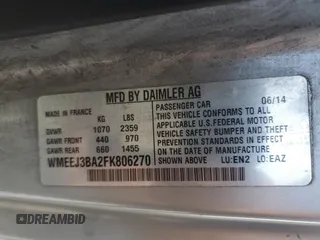 MFD BY DAIMLER AG
MADE IN FRANCE
KG LBS
GVWR 1070 2359
GAWR FRONT 440 970
GAWR REAR 660 1455
WMEEJ3BA2FK806270
PASSENGER CAR 06/14
THIS VEHICLE CONFORMS TO ALL
APPLICABLE U.S. FEDERAL MOTOR
VEHICLE SAFETY BUMPER AND THEFT
PREVENTION STANDARDS IN EFFECT
ON THE DATE OF MANUFACTURE
SHOWN ABOVE LU:EN2 LO:EAZ
DREAMBID